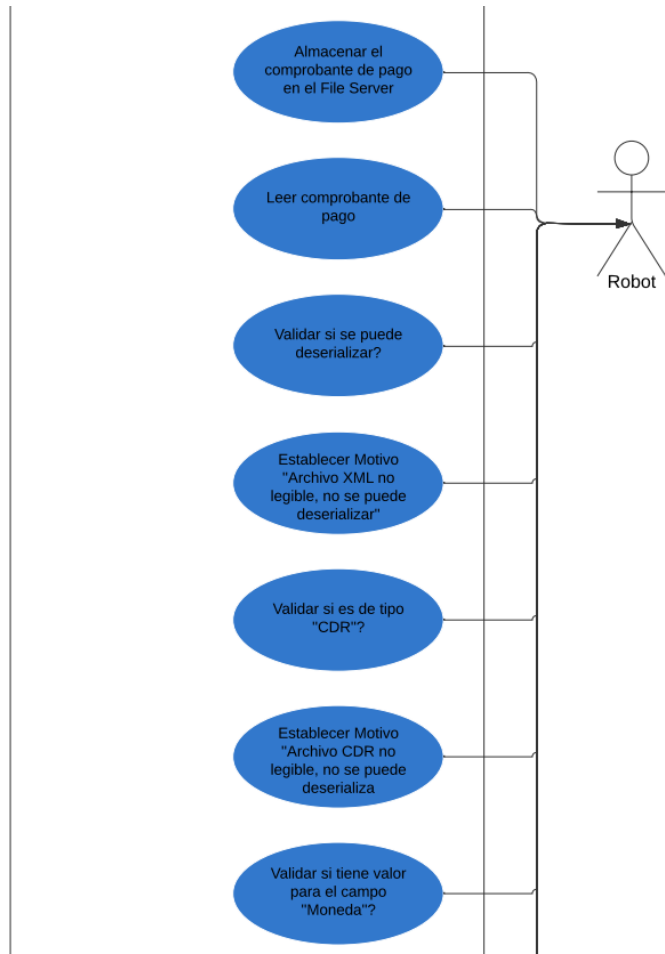 Almacenar el
comprobante de pago
en el File Server
Leer comprobante de
pago
Robot
Validar si se puede
deserializar?
Establecer Motivo
"Archivo XML no
legible, no se puede
deserializar"
Validar si es de tipo
"CDR"?
Establecer Motivo
"Archivo CDR no
legible, no se puede
deserializa
Validar si tiene valor
para el campo
"Moneda"?